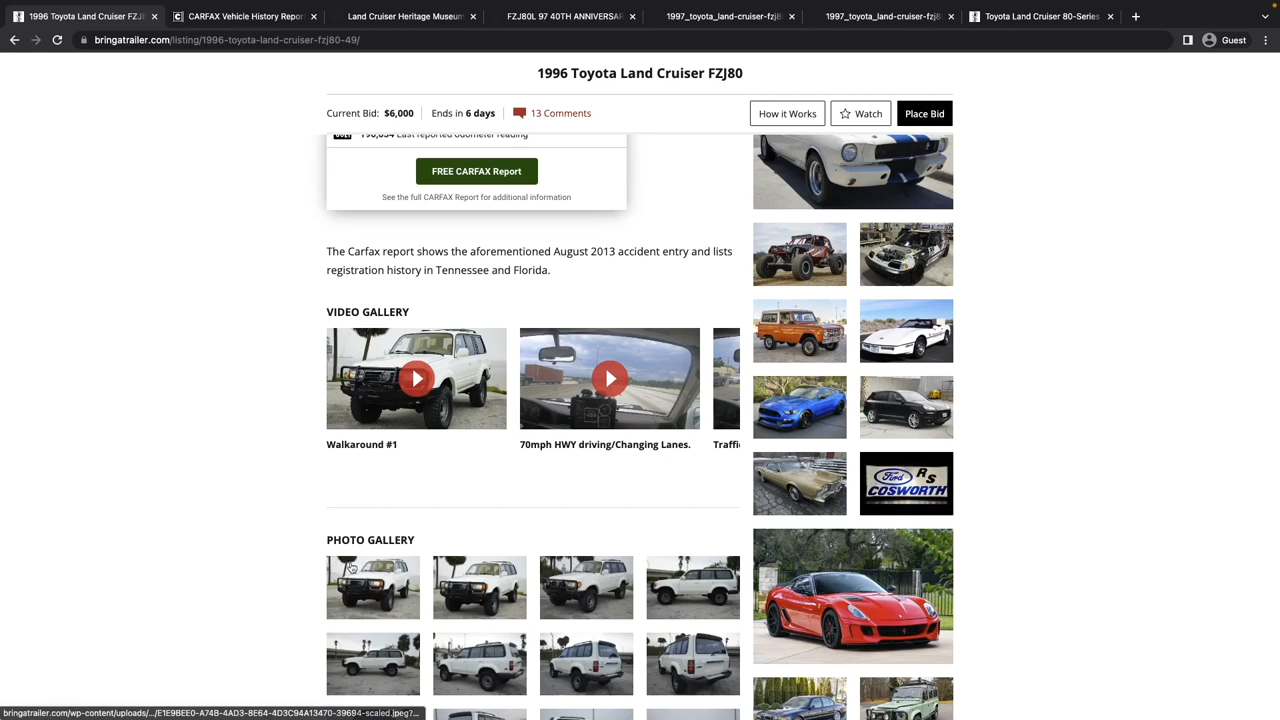 1996 Toyota Land Cruiser FZJ8
CARFAX Vehicle History Repor
Land Cruiser Heritage Museum
FZJ80L 97 40TH ANNIVERSAR
1997_toyota_land-cruiser-fzj8
1997_toyota_land-cruiser-fzj8
Toyota Land Cruiser 80-Series
bringatrailer.com/listing/1996-toyota-land-cruiser-fzj80-49/
Guest
1996 Toyota Land Cruiser FZJ80
Current Bid: $6,000
Ends in 6 days
13 Comments
How it Works
Watch
Place Bid
Last reported odometer reading
FREE CARFAX Report
See the full CARFAX Report for additional information
The Carfax report shows the aforementioned August 2013 accident entry and lists
registration history in Tennessee and Florida.
VIDEO GALLERY
Walkaround #1
70mph HWY driving/Changing Lanes.
Traffi
PHOTO GALLERY
Ford RS
COSWORTH
bringatrailer.com/wp-content/uploads/.../E1E9BEE0-A74B-4AD3-8E64-4D3C94A13470-39694-scaled.jpeg?...